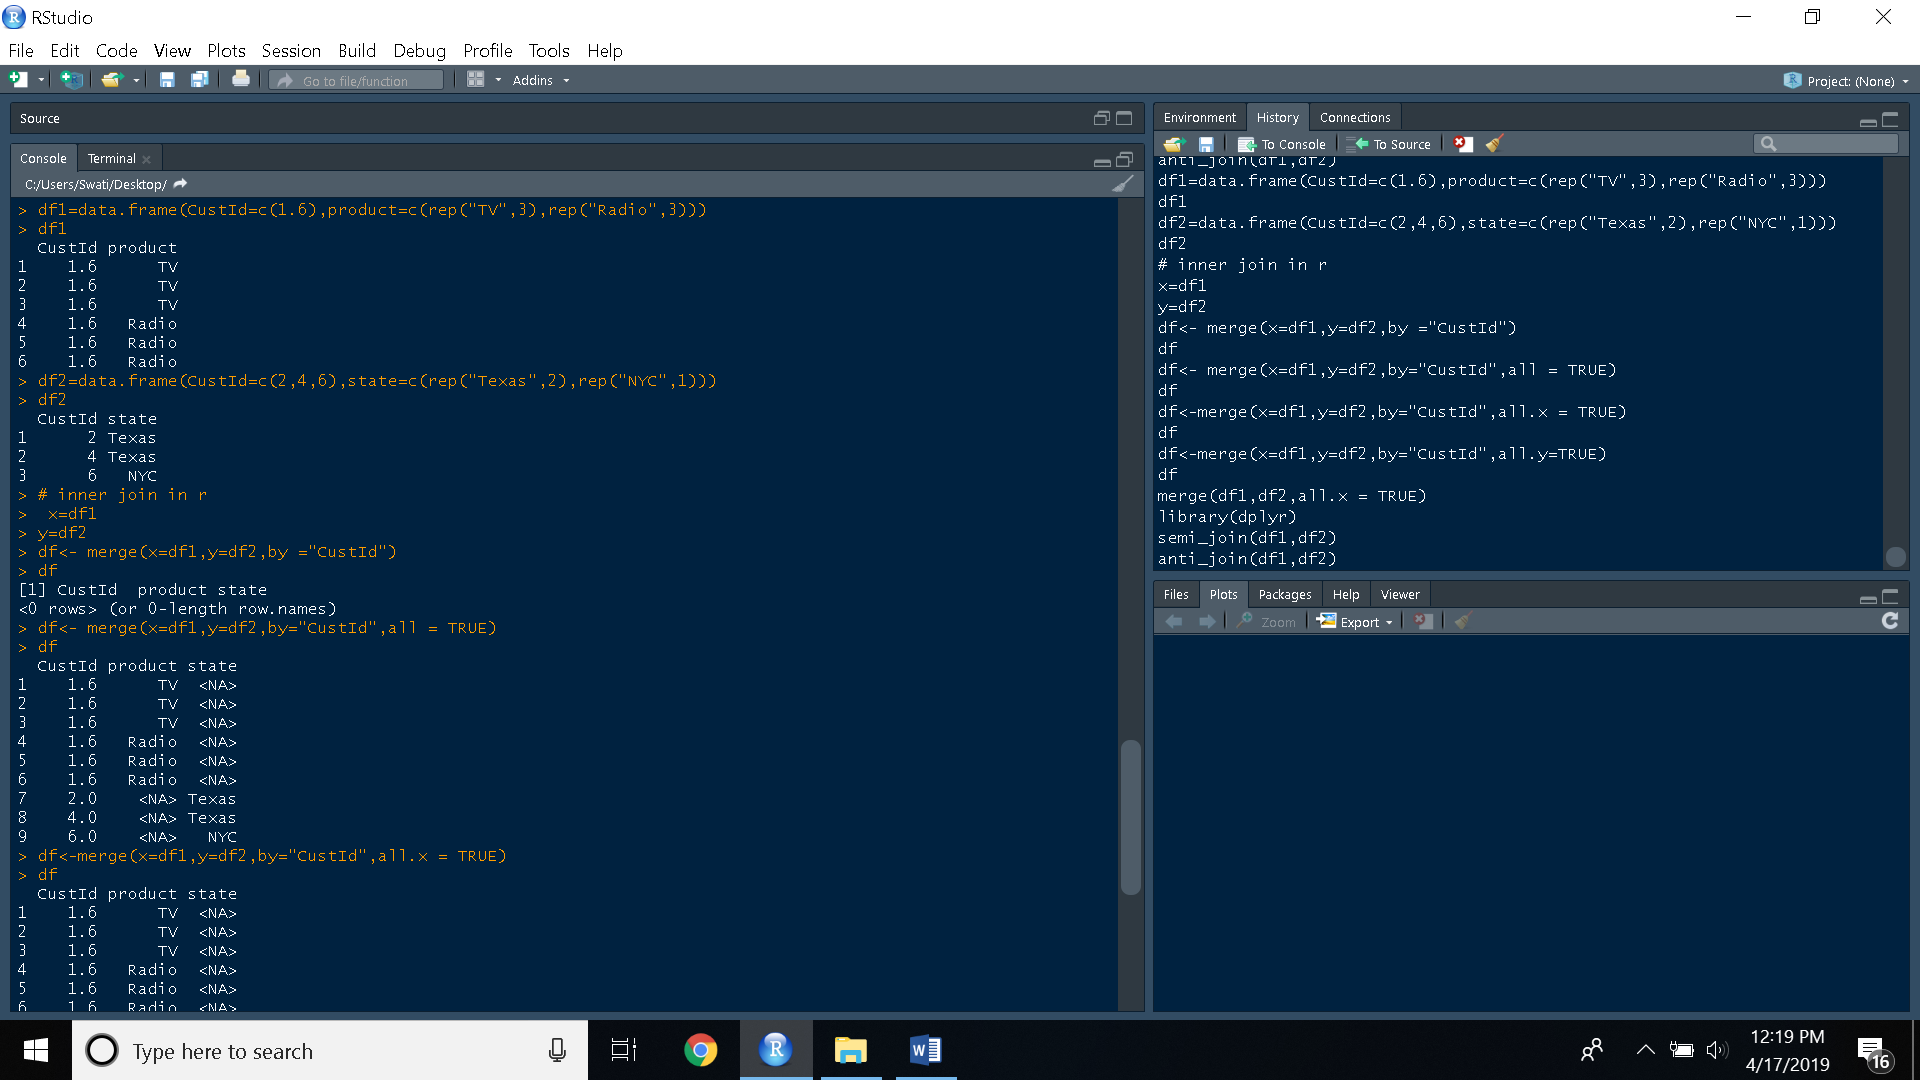 RStudio
File Edit Code View Plots Session Build Debug Profile Tools Help
Go to file/function Addins Project: (None)
Source
Console Terminal
C:/Users/Swati/Desktop/
> df1=data.frame(CustId=c(1.6),product=c(rep("TV",3),rep("Radio",3)))
> df1
CustId product
1 1.6 TV
2 1.6 TV
3 1.6 TV
4 1.6 Radio
5 1.6 Radio
6 1.6 Radio
> df2=data.frame(CustId=c(2,4,6),state=c(rep("Texas",2),rep("NYC",1)))
> df2
CustId state
1 2 Texas
2 4 Texas
3 6 NYC
> # inner join in r
> x=df1
> y=df2
> df<- merge(x=df1,y=df2,by ="CustId")
> df
[1] CustId product state
<0 rows> (or 0-length row.names)
> df<- merge(x=df1,y=df2,by="CustId",all = TRUE)
> df
CustId product state
1 1.6 TV <NA>
2 1.6 TV <NA>
3 1.6 TV <NA>
4 1.6 Radio <NA>
5 1.6 Radio <NA>
6 1.6 Radio <NA>
7 2.0 <NA> Texas
8 4.0 <NA> Texas
9 6.0 <NA> NYC
> df<-merge(x=df1,y=df2,by="CustId",all.x = TRUE)
> df
CustId product state
1 1.6 TV <NA>
2 1.6 TV <NA>
3 1.6 TV <NA>
4 1.6 Radio <NA>
5 1.6 Radio <NA>
6 1.6 Radio <NA>
Environment History Connections
To Console To Source
anti_join(df1,df2)
df1=data.frame(CustId=c(1.6),product=c(rep("TV",3),rep("Radio",3)))
df1
df2=data.frame(CustId=c(2,4,6),state=c(rep("Texas",2),rep("NYC",1)))
df2
# inner join in r
x=df1
y=df2
df<- merge(x=df1,y=df2,by ="CustId")
df
df<- merge(x=df1,y=df2,by="CustId",all = TRUE)
df
df<-merge(x=df1,y=df2,by="CustId",all.x = TRUE)
df
df<-merge(x=df1,y=df2,by="CustId",all.y=TRUE)
df
merge(df1,df2,all.x = TRUE)
library(dplyr)
semi_join(df1,df2)
anti_join(df1,df2)
Files Plots Packages Help Viewer
Zoom Export
Type here to search
12:19 PM
4/17/2019
16